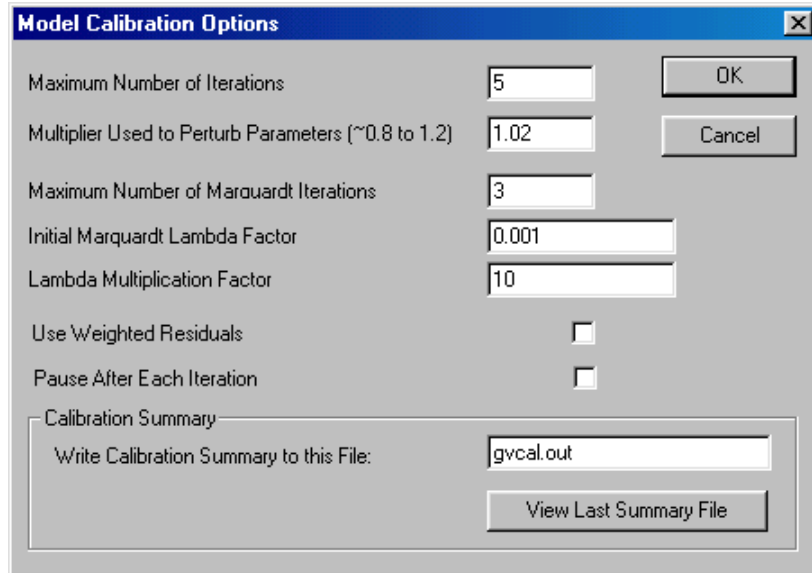 Model Calibration Options
Maximum Number of Iterations 5 OK
Multiplier Used to Perturb Parameters (~0.8 to 1.2) 1.02 Cancel
Maximum Number of Marquardt Iterations 3
Initial Marquardt Lambda Factor 0.001
Lambda Multiplication Factor 10
Use Weighted Residuals
Pause After Each Iteration
Calibration Summary
Write Calibration Summary to this File: gvcal.out
View Last Summary File